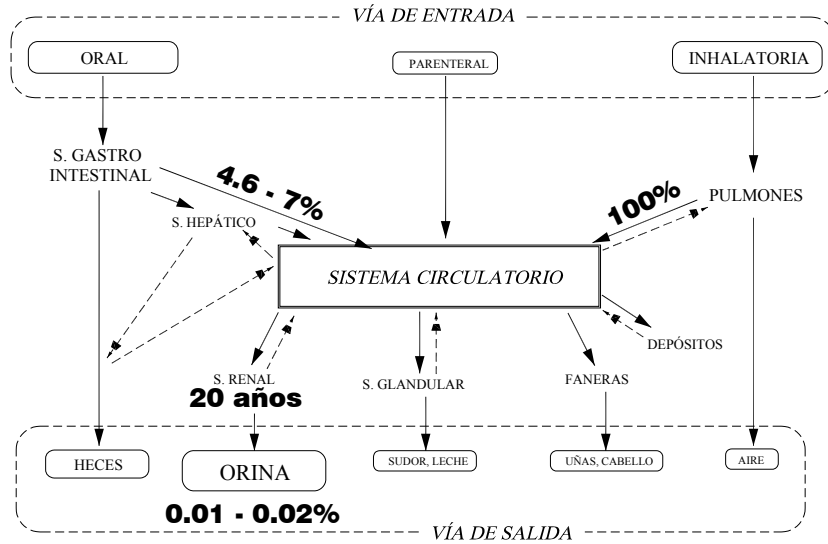 VÍA DE ENTRADA
ORAL
PARENTERAL
INHALATORIA
S. GASTRO
INTESTINAL
4.6 - 7%
100%
PULMONES
S. HEPÁTICO
SISTEMA CIRCULATORIO
DEPÓSITOS
S. RENAL
20 años
S. GLANDULAR
FANERAS
HECES
ORINA
SUDOR, LECHE
UÑAS, CABELLO
AIRE
0.01 - 0.02%
VÍA DE SALIDA